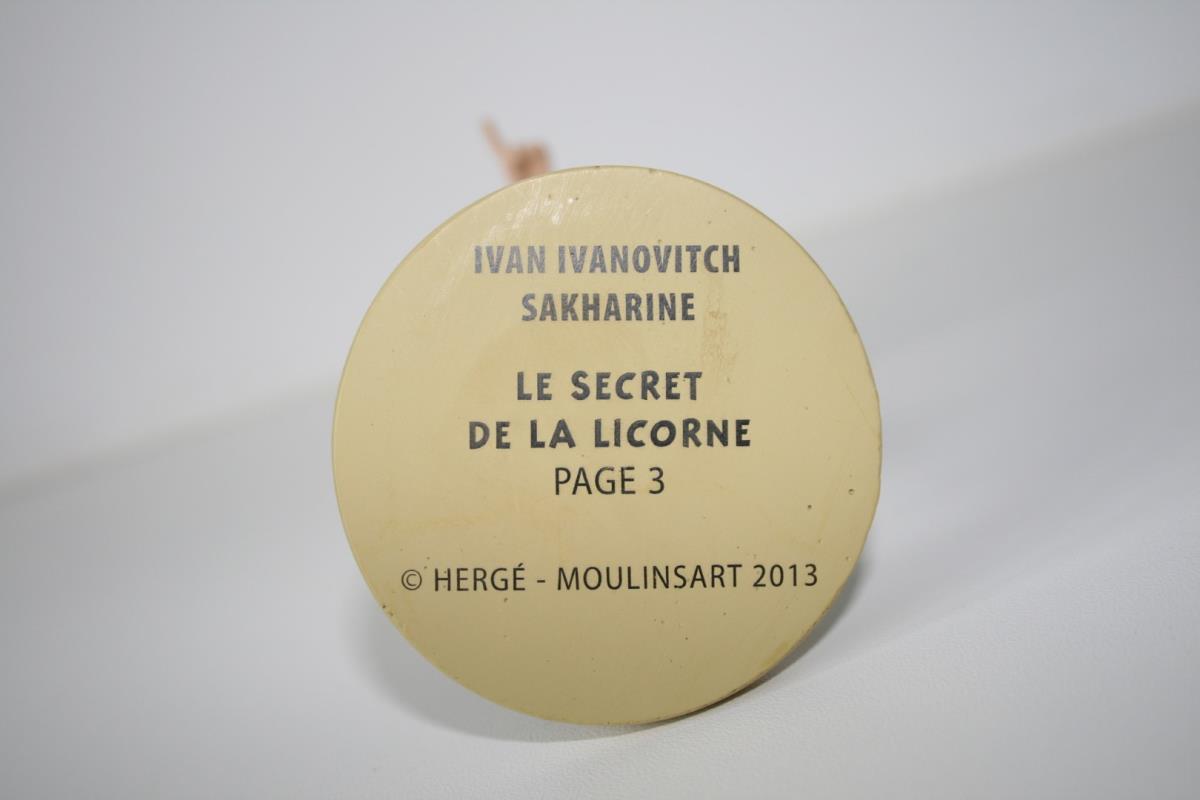 IVAN IVANOVITCH
SAKHARINE
LE SECRET
DE LA LICORNE
PAGE 3
© HERGÉ - MOULINSART 2013